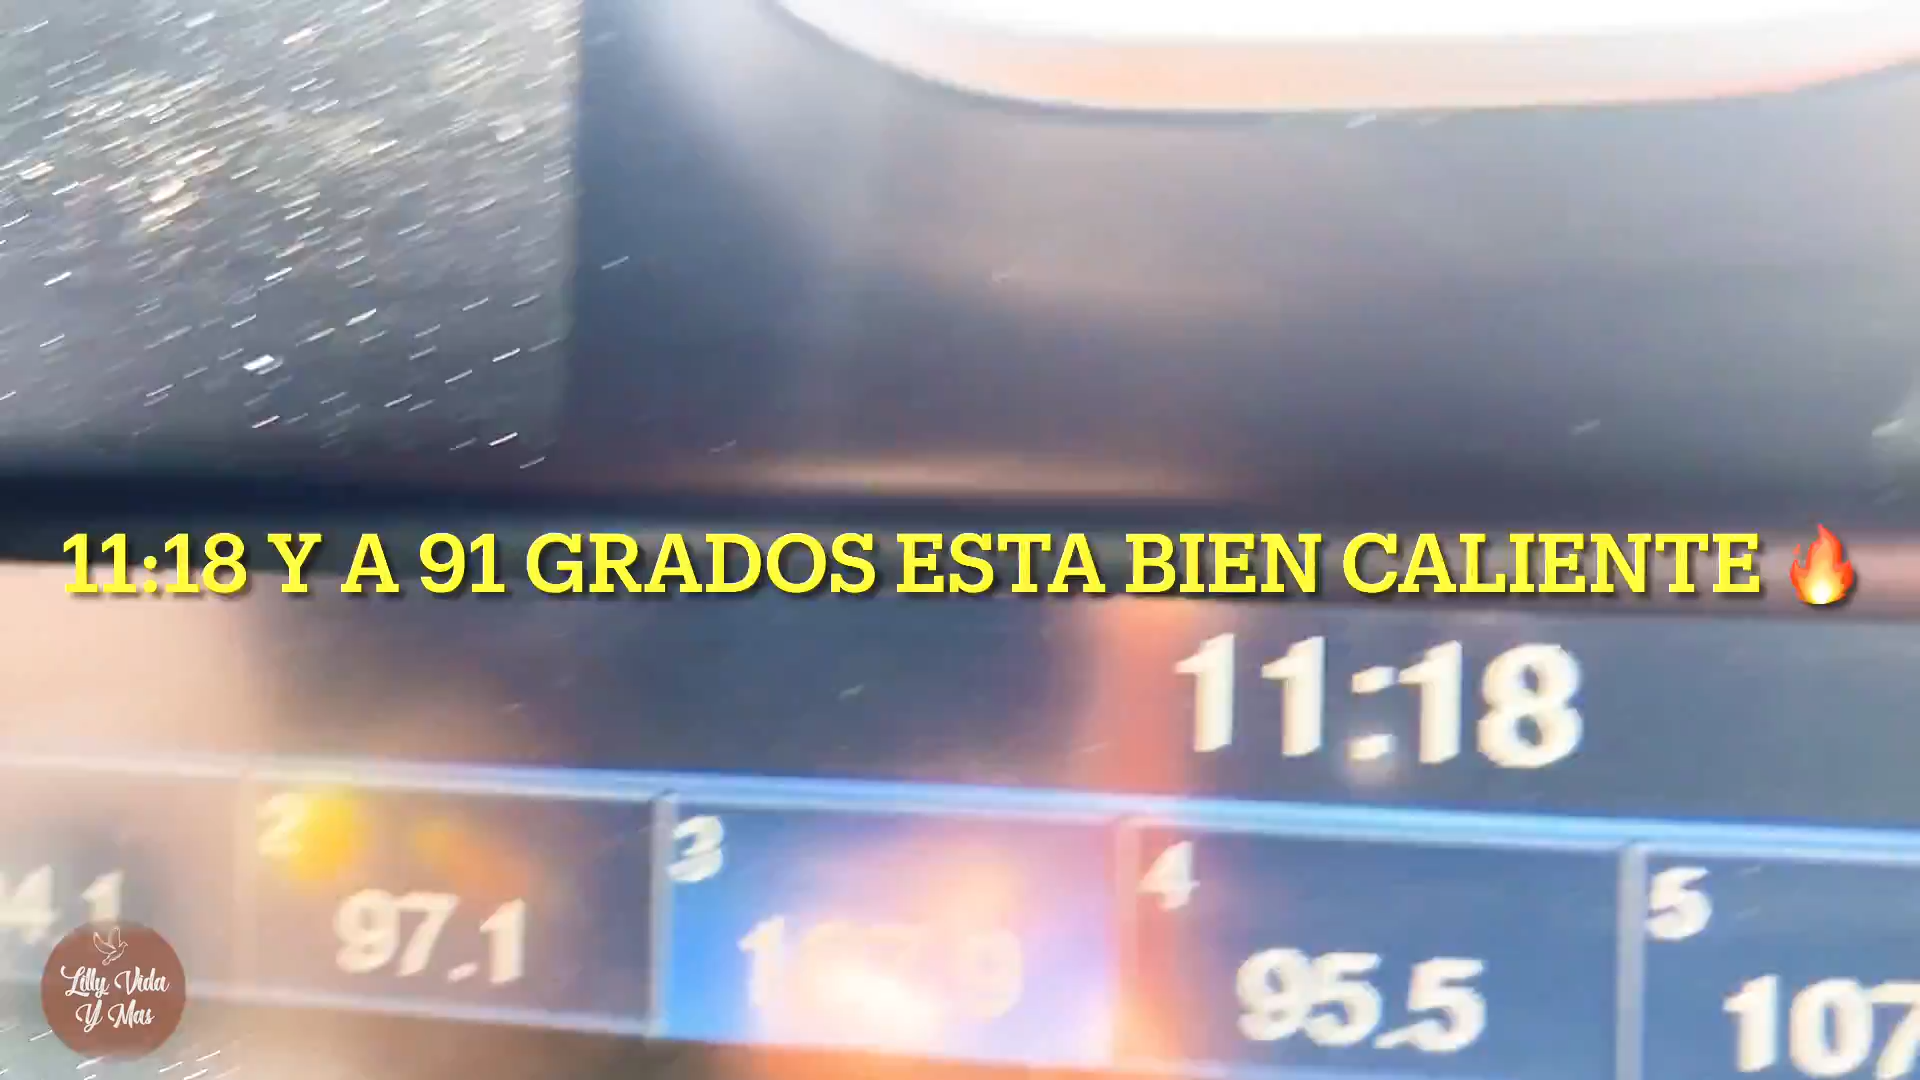 11:18 Y A 91 GRADOS ESTA BIEN CALIENTE 🔥
11:18
2
3
4
5
97.1
95.5
Lilly Vida
Y Mas